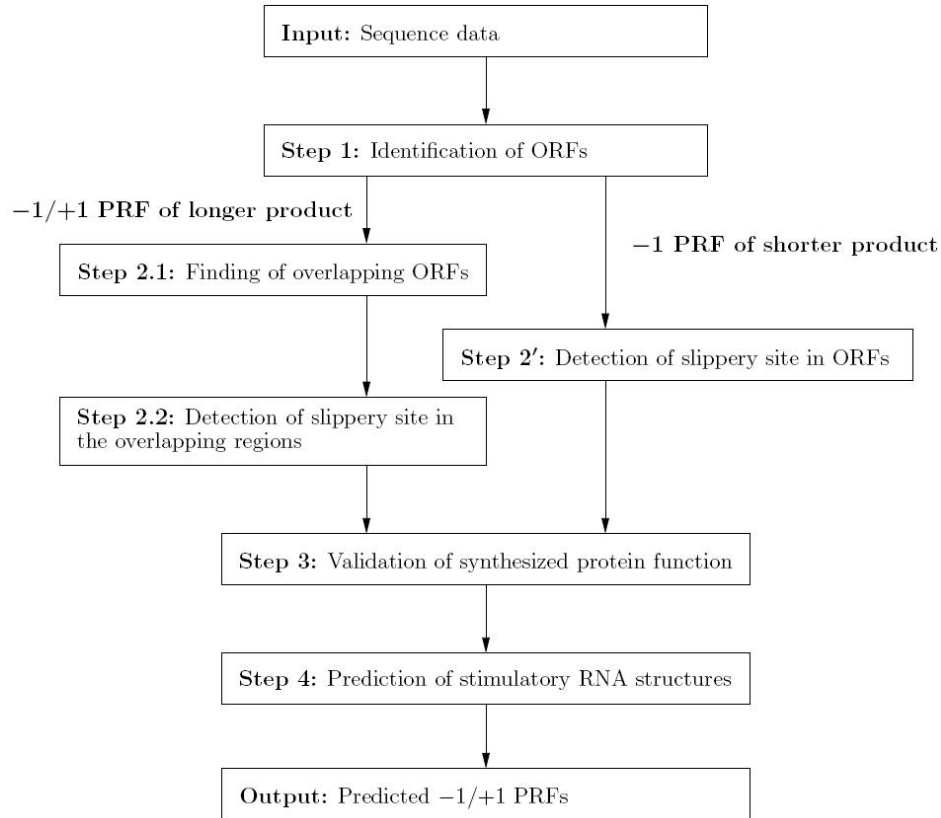 Input: Sequence data
Step 1: Identification of ORFs
−1/+1 PRF of longer product
−1 PRF of shorter product
Step 2.1: Finding of overlapping ORFs
Step 2′: Detection of slippery site in ORFs
Step 2.2: Detection of slippery site in
the overlapping regions
Step 3: Validation of synthesized protein function
Step 4: Prediction of stimulatory RNA structures
Output: Predicted −1/+1 PRFs